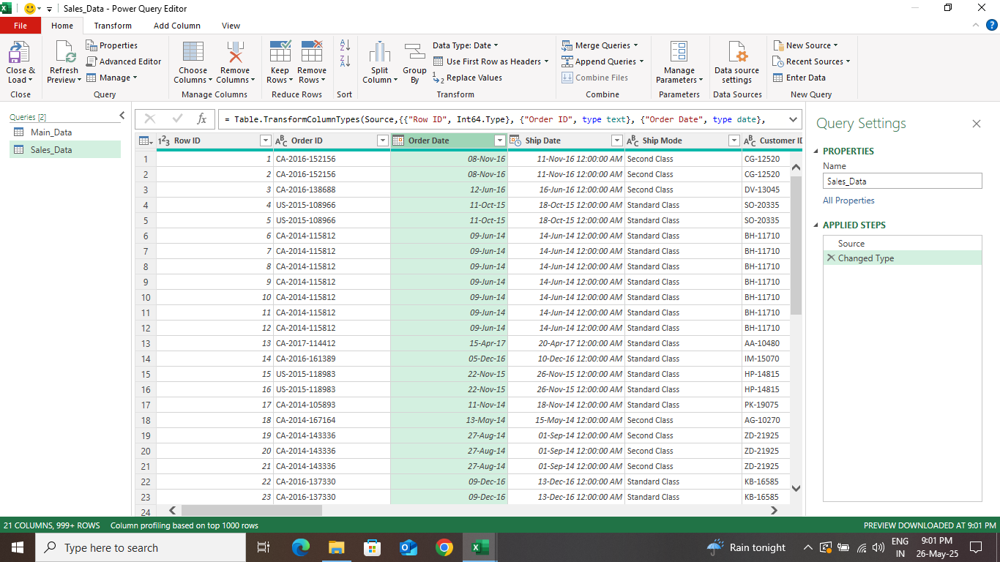 Sales_Data - Power Query Editor
File Home Transform Add Column View
Close & Load
Close
Refresh Preview
Properties
Advanced Editor
Manage
Query
Choose Columns
Remove Columns
Manage Columns
Keep Rows
Remove Rows
Reduce Rows
Sort
Split Column
Group By
Data Type: Date
Use First Row as Headers
Replace Values
Transform
Merge Queries
Append Queries
Combine Files
Combine
Manage Parameters
Parameters
Data source settings
Data Sources
New Source
Recent Sources
Enter Data
New Query
Queries [2]
Main_Data
Sales_Data
= Table.TransformColumnTypes(Source,{{"Row ID", Int64.Type}, {"Order ID", type text}, {"Order Date", type date},
Row ID Order ID Order Date Ship Date Ship Mode Customer ID
1 1 CA-2016-152156 08-Nov-16 11-Nov-16 12:00:00 AM Second Class CG-12520
2 2 CA-2016-152156 08-Nov-16 11-Nov-16 12:00:00 AM Second Class CG-12520
3 3 CA-2016-138688 12-Jun-16 16-Jun-16 12:00:00 AM Second Class DV-13045
4 4 US-2015-108966 11-Oct-15 18-Oct-15 12:00:00 AM Standard Class SO-20335
5 5 US-2015-108966 11-Oct-15 18-Oct-15 12:00:00 AM Standard Class SO-20335
6 6 CA-2014-115812 09-Jun-14 14-Jun-14 12:00:00 AM Standard Class BH-11710
7 7 CA-2014-115812 09-Jun-14 14-Jun-14 12:00:00 AM Standard Class BH-11710
8 8 CA-2014-115812 09-Jun-14 14-Jun-14 12:00:00 AM Standard Class BH-11710
9 9 CA-2014-115812 09-Jun-14 14-Jun-14 12:00:00 AM Standard Class BH-11710
10 10 CA-2014-115812 09-Jun-14 14-Jun-14 12:00:00 AM Standard Class BH-11710
11 11 CA-2014-115812 09-Jun-14 14-Jun-14 12:00:00 AM Standard Class BH-11710
12 12 CA-2014-115812 09-Jun-14 14-Jun-14 12:00:00 AM Standard Class BH-11710
13 13 CA-2017-114412 15-Apr-17 20-Apr-17 12:00:00 AM Standard Class AA-10480
14 14 CA-2016-161389 05-Dec-16 10-Dec-16 12:00:00 AM Standard Class IM-15070
15 15 US-2015-118983 22-Nov-15 26-Nov-15 12:00:00 AM Standard Class HP-14815
16 16 US-2015-118983 22-Nov-15 26-Nov-15 12:00:00 AM Standard Class HP-14815
17 17 CA-2014-105893 11-Nov-14 18-Nov-14 12:00:00 AM Standard Class PK-19075
18 18 CA-2014-167164 13-May-14 15-May-14 12:00:00 AM Second Class AG-10270
19 19 CA-2014-143336 27-Aug-14 01-Sep-14 12:00:00 AM Second Class ZD-21925
20 20 CA-2014-143336 27-Aug-14 01-Sep-14 12:00:00 AM Second Class ZD-21925
21 21 CA-2014-143336 27-Aug-14 01-Sep-14 12:00:00 AM Second Class ZD-21925
22 22 CA-2016-137330 09-Dec-16 13-Dec-16 12:00:00 AM Standard Class KB-16585
23 23 CA-2016-137330 09-Dec-16 13-Dec-16 12:00:00 AM Standard Class KB-16585
24
Query Settings
PROPERTIES
Name
Sales_Data
All Properties
APPLIED STEPS
Source
Changed Type
21 COLUMNS, 999+ ROWS Column profiling based on top 1000 rows PREVIEW DOWNLOADED AT 9:01 PM
Type here to search
Rain tonight
ENG
IN
9:01 PM
26-May-25